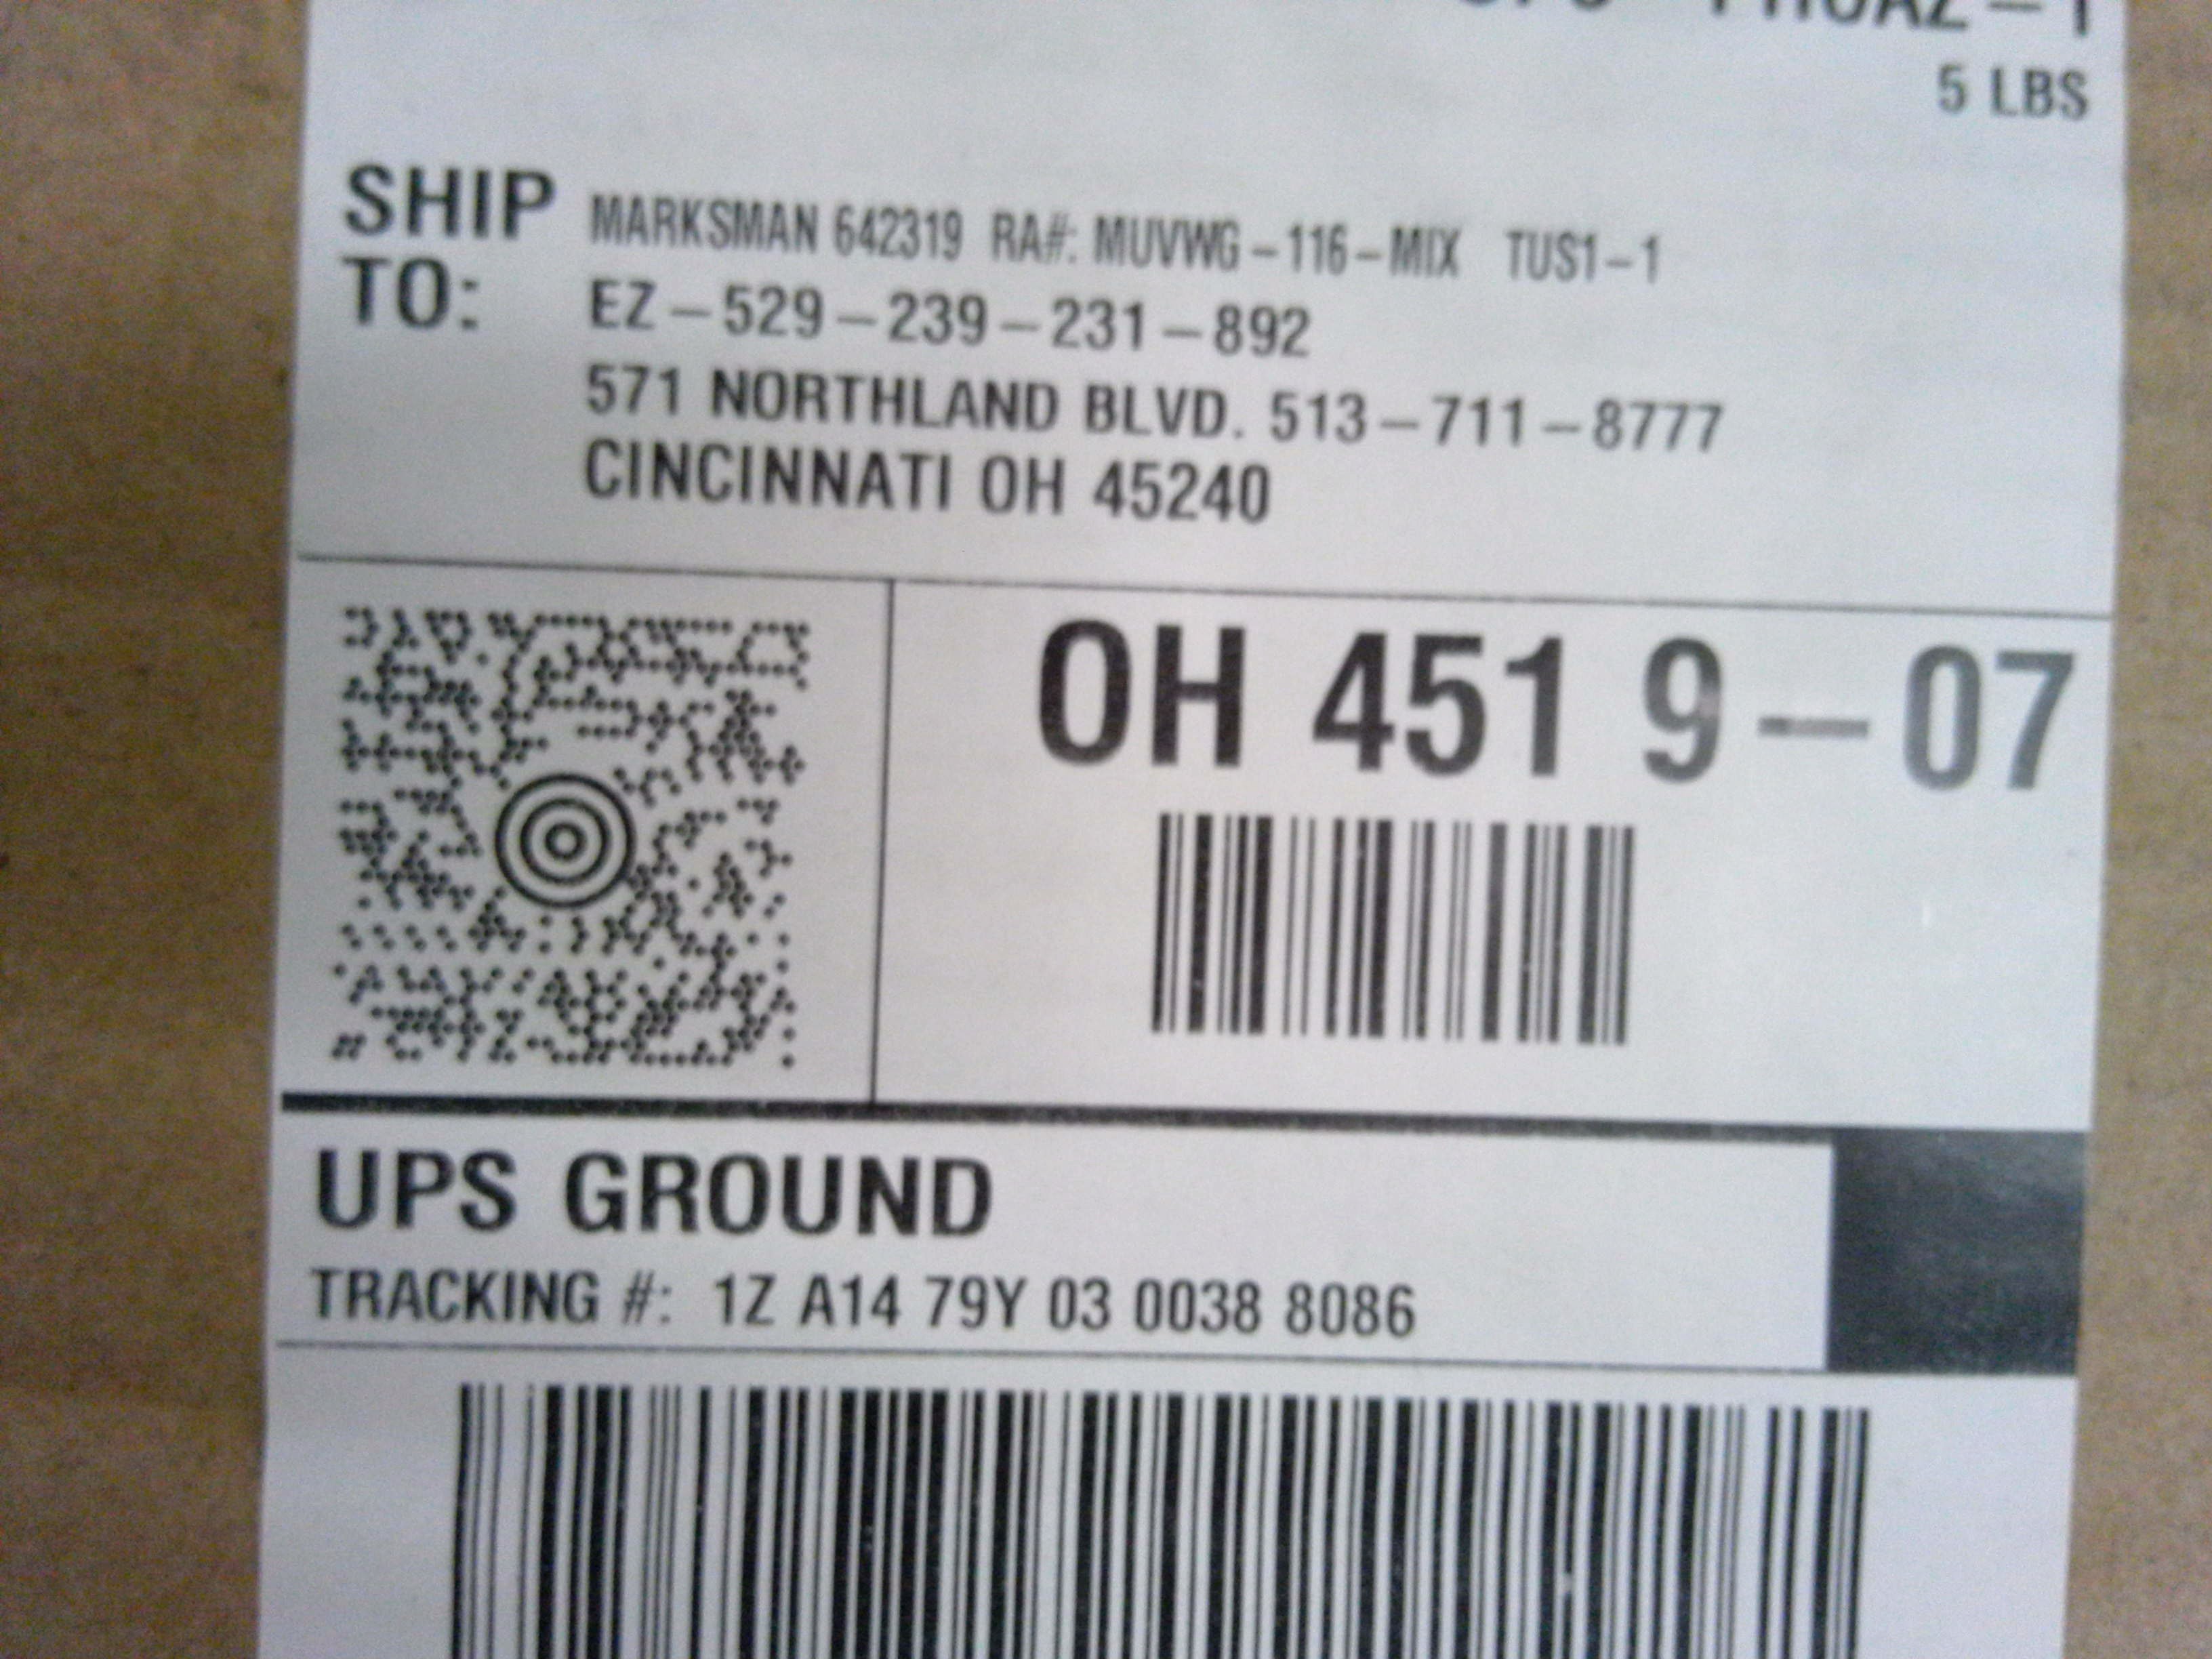 5 LBS
SHIP TO:
MARKSMAN 642319 RA#: MUVWG-116-MIX TUS1-1
EZ-529-239-231-892
571 NORTHLAND BLVD. 513-711-8777
CINCINNATI OH 45240
OH 451 9-07
UPS GROUND
TRACKING #: 1Z A14 79Y 03 0038 8086